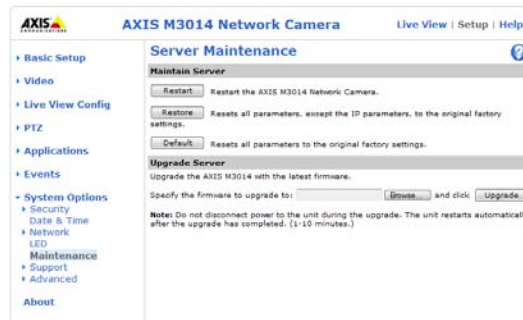 AXIS
COMMUNICATIONS
AXIS M3014 Network Camera
Live View | Setup | Help
Basic Setup
Video
Live View Config
PTZ
Applications
Events
System Options
Security
Date & Time
Network
LED
Maintenance
Support
Advanced
About
Server Maintenance
?
Maintain Server
Restart Restart the AXIS M3014 Network Camera.
Restore Resets all parameters, except the IP parameters, to the original factory
settings.
Default Resets all parameters to the original factory settings.
Upgrade Server
Upgrade the AXIS M3014 with the latest firmware.
Specify the firmware to upgrade to: Browse... and click Upgrade
Note: Do not disconnect power to the unit during the upgrade. The unit restarts automaticall
after the upgrade has completed. (1-10 minutes.)